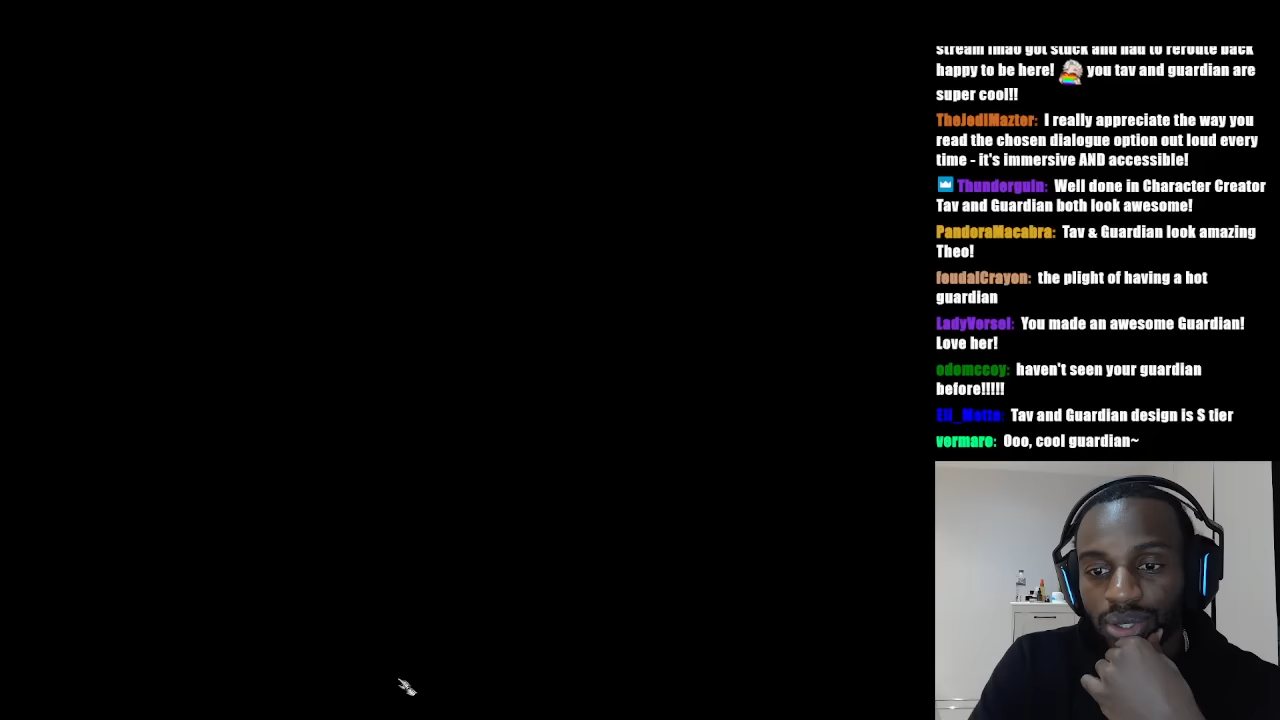 stream lmao got stuck and had to reroute back
happy to be here! you tav and guardian are
super cool!!
TheJediMazter: I really appreciate the way you
read the chosen dialogue option out loud every
time - it's immersive AND accessible!
Thunderguin: Well done in Character Creator
Tav and Guardian both look awesome!
PandoraMacabra: Tav & Guardian look amazing
Theo!
feudalCrayon: the plight of having a hot
guardian
LadyVersel: You made an awesome Guardian!
Love her!
odomccoy: haven't seen your guardian
before!!!!!
Tav and Guardian design is S tier
vermare: Ooo, cool guardian~